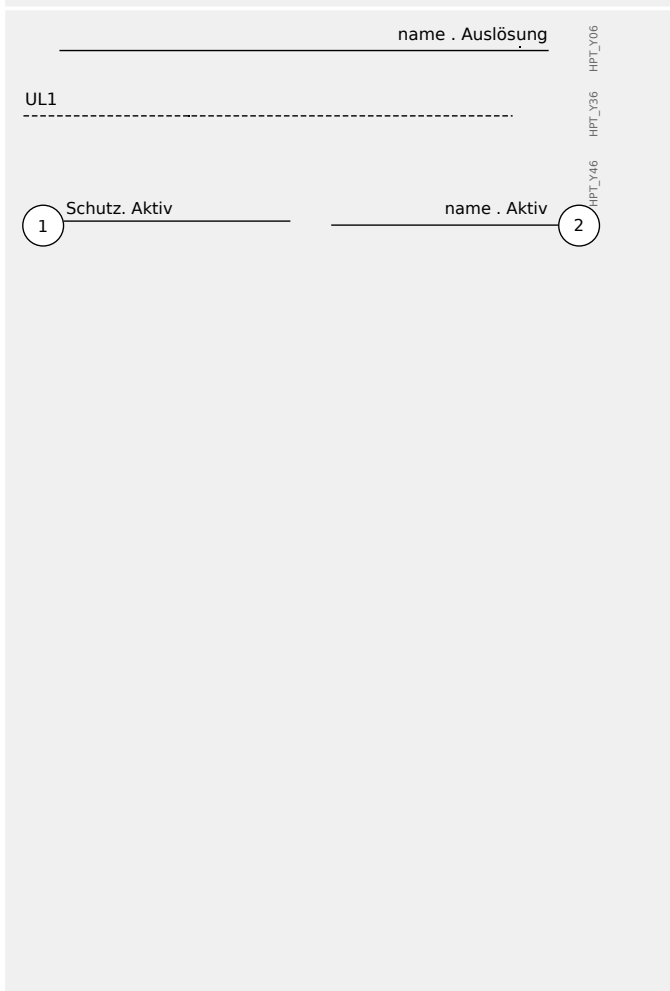 name . Auslösung
HPT_Y06
UL1
HPT_Y36
HPT_Y46
Schutz. Aktiv
name . Aktiv
1
2